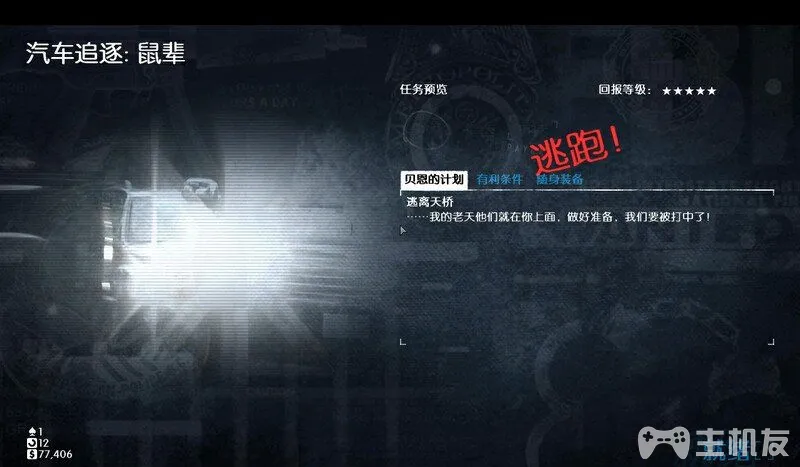 汽车追逐: 鼠辈
任务预览
回报等级: ★★★★★
逃跑!
贝恩的计划 有利条件 随身装备
逃离天桥
……我的老天他们就在你上面, 做好准备, 我们要被打中了!
♠1
12
$77,406
主机友